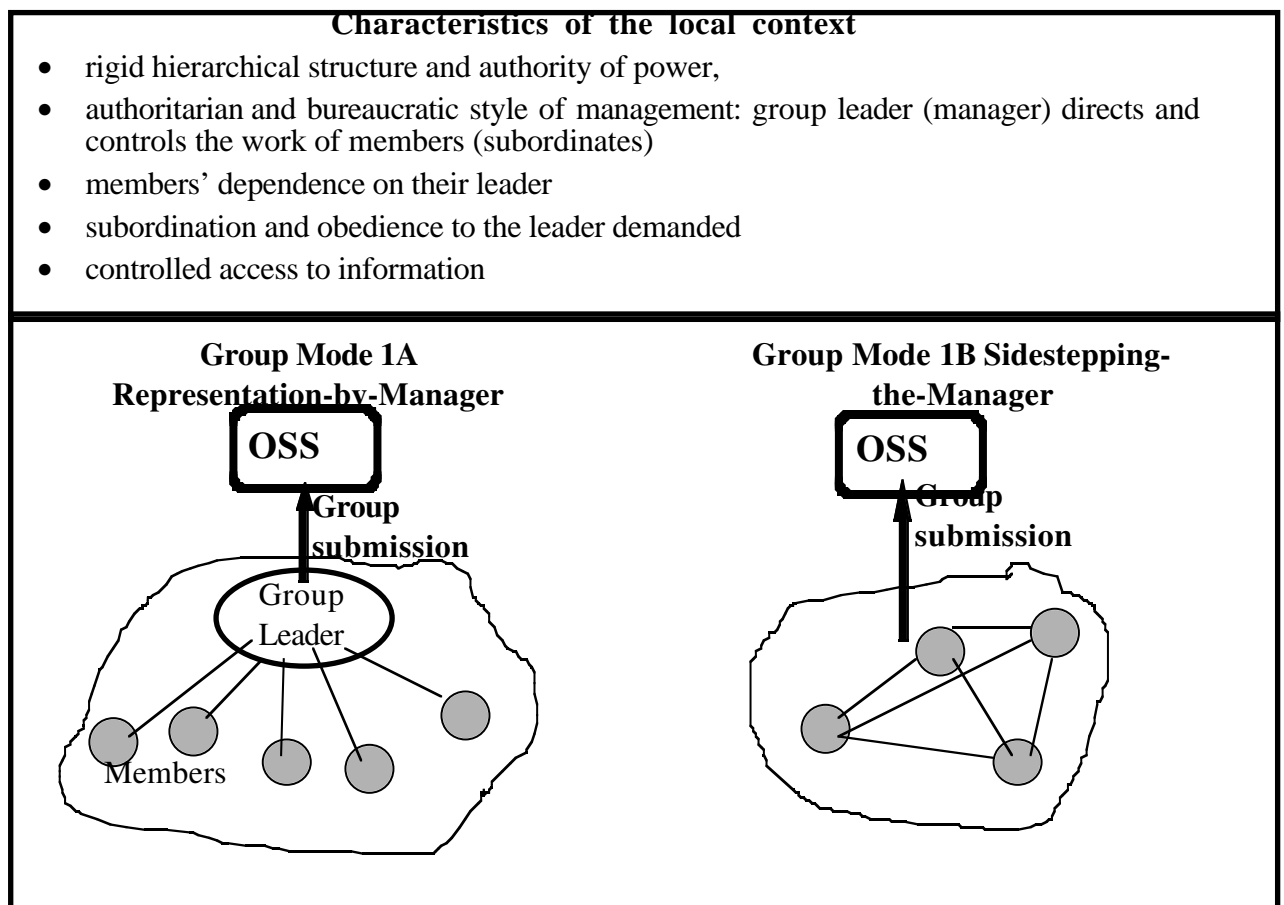 Characteristics of the local context
• rigid hierarchical structure and authority of power,
• authoritarian and bureaucratic style of management: group leader (manager) directs and
controls the work of members (subordinates)
• members’ dependence on their leader
• subordination and obedience to the leader demanded
• controlled access to information
Group Mode 1A
Representation-by-Manager
OSS
Group
submission
Group
Leader
Members
Group Mode 1B Sidestepping-
the-Manager
OSS
Group
submission